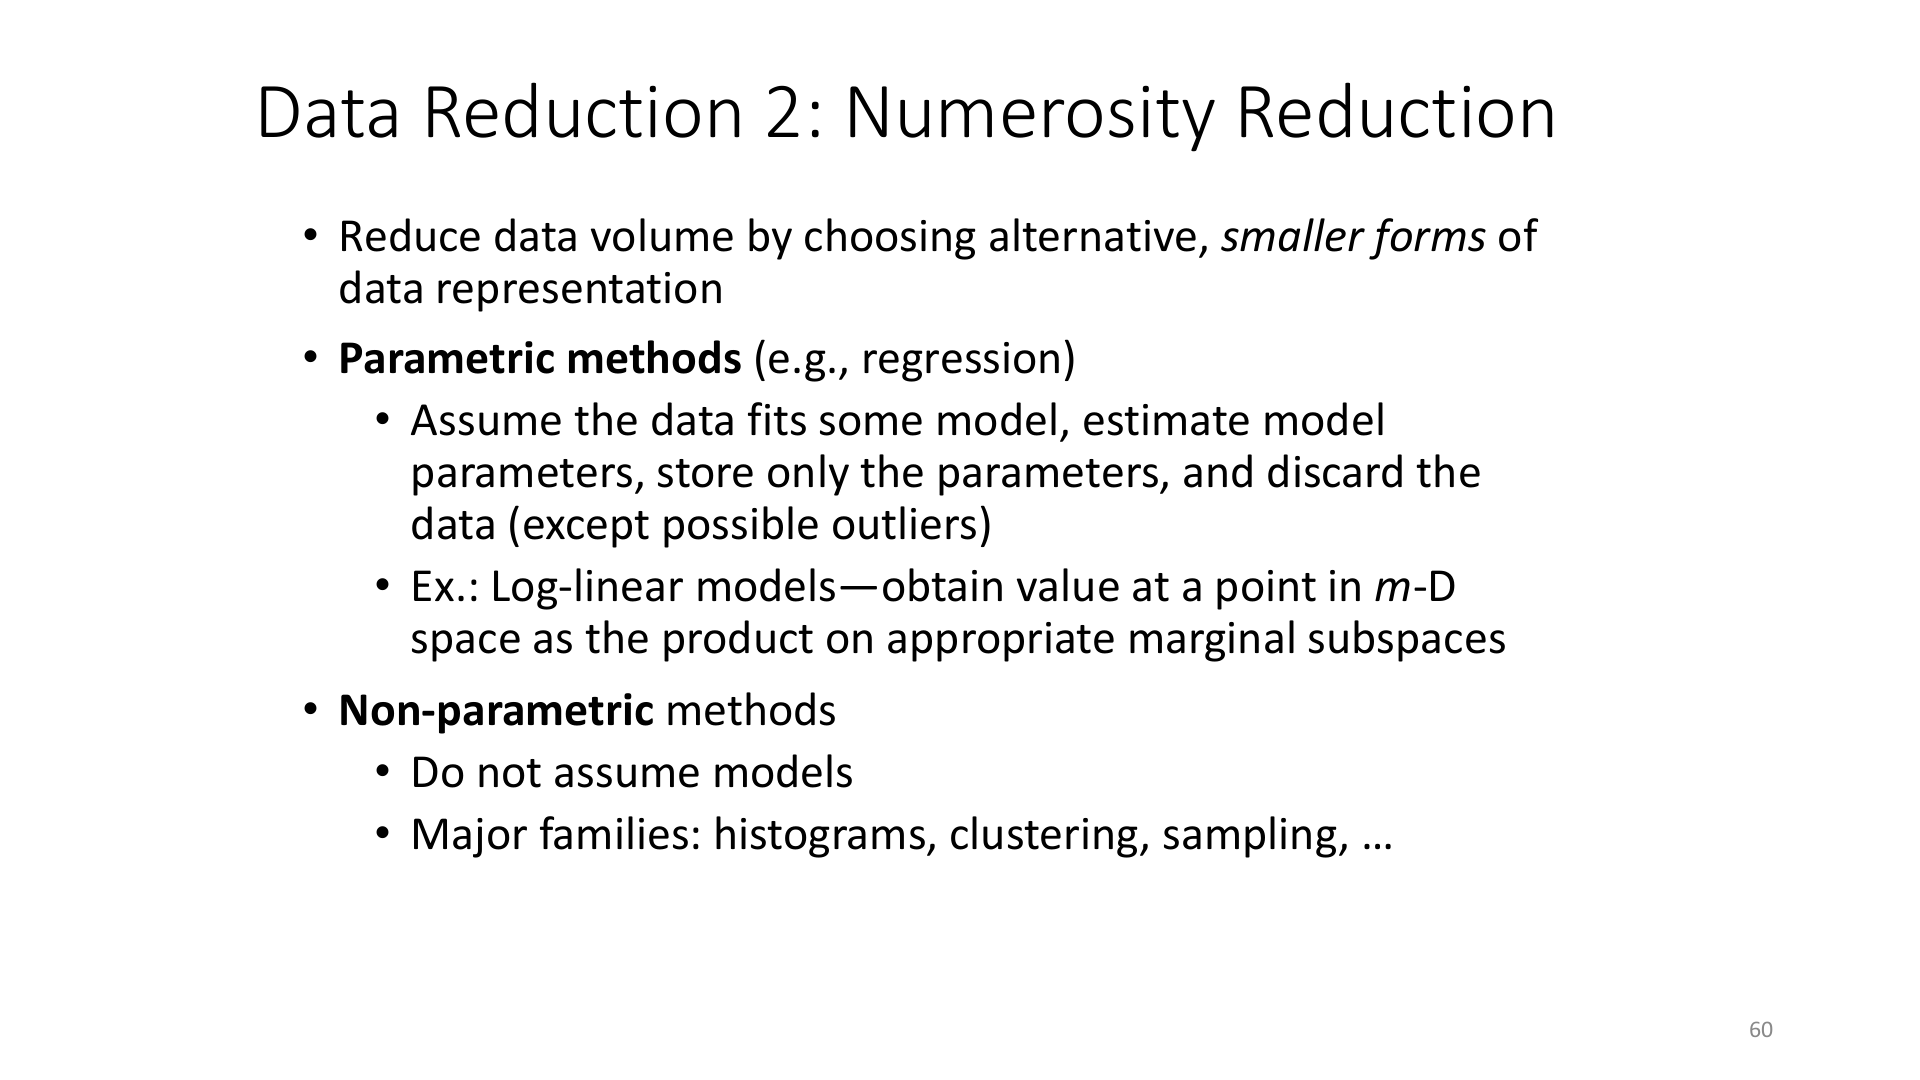 Data Reduction 2: Numerosity Reduction
• Reduce data volume by choosing alternative, smaller forms of
data representation
• Parametric methods (e.g., regression)
• Assume the data fits some model, estimate model
parameters, store only the parameters, and discard the
data (except possible outliers)
• Ex.: Log-linear models—obtain value at a point in m-D
space as the product on appropriate marginal subspaces
• Non-parametric methods
• Do not assume models
• Major families: histograms, clustering, sampling, …
60